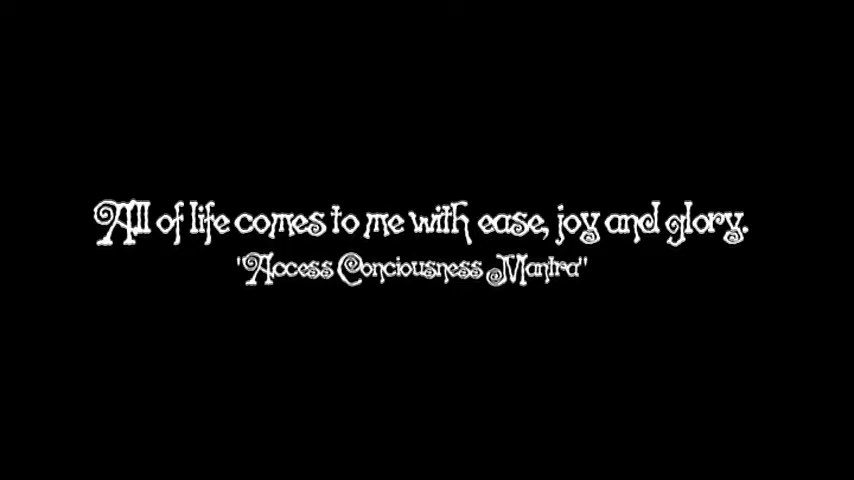 All of life comes to me with ease, joy and glory.
"Access Conciousness Mantra"